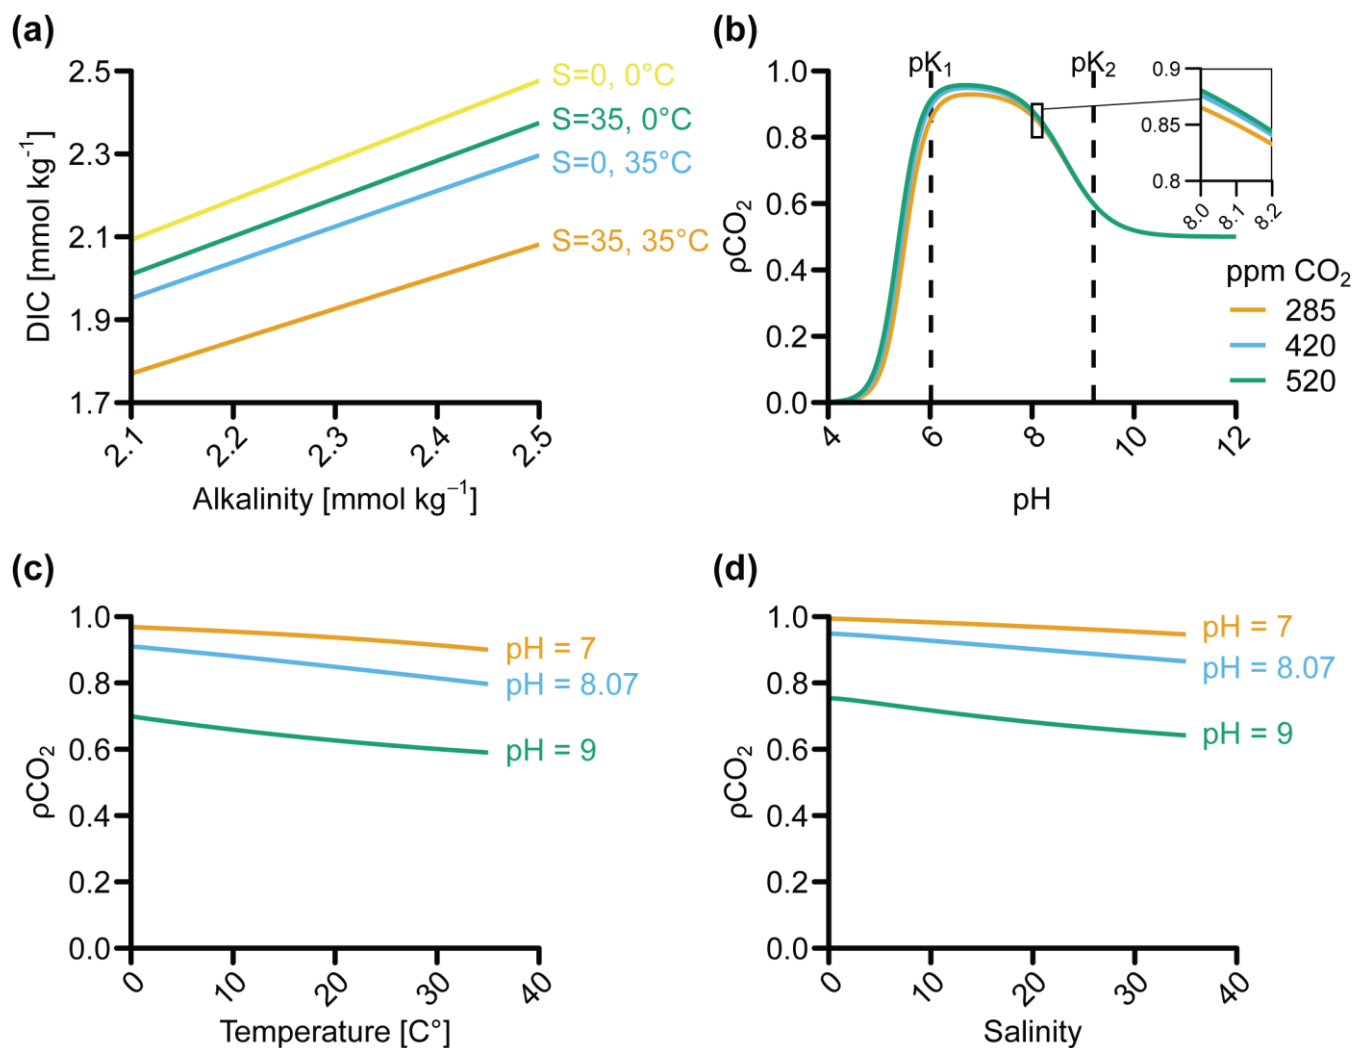 (a)
2.5
2.3
2.1
1.9
1.7
DIC [mmol kg⁻¹]
S=0, 0°C
S=35, 0°C
S=0, 35°C
S=35, 35°C
2.1
2.2
2.3
2.4
2.5
Alkalinity [mmol kg⁻¹]
(b)
1.0
0.8
0.6
0.4
0.2
0.0
ρCO₂
pK₁
pK₂
0.9
0.85
0.8
8.0
8.1
8.2
ppm CO₂
285
420
520
4
6
8
10
12
pH
(c)
1.0
0.8
0.6
0.4
0.2
0.0
ρCO₂
pH = 7
pH = 8.07
pH = 9
0
10
20
30
40
Temperature [C°]
(d)
1.0
0.8
0.6
0.4
0.2
0.0
ρCO₂
pH = 7
pH = 8.07
pH = 9
0
10
20
30
40
Salinity